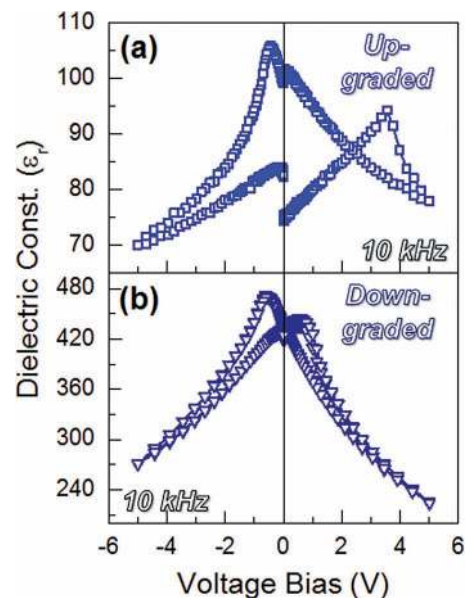 (a)
Up-
graded
110
100
90
80
70
10 kHz
Dielectric Const. (εr)
(b)
Down-
graded
480
420
360
300
240
10 kHz
-6 -4 -2 0 2 4 6
Voltage Bias (V)